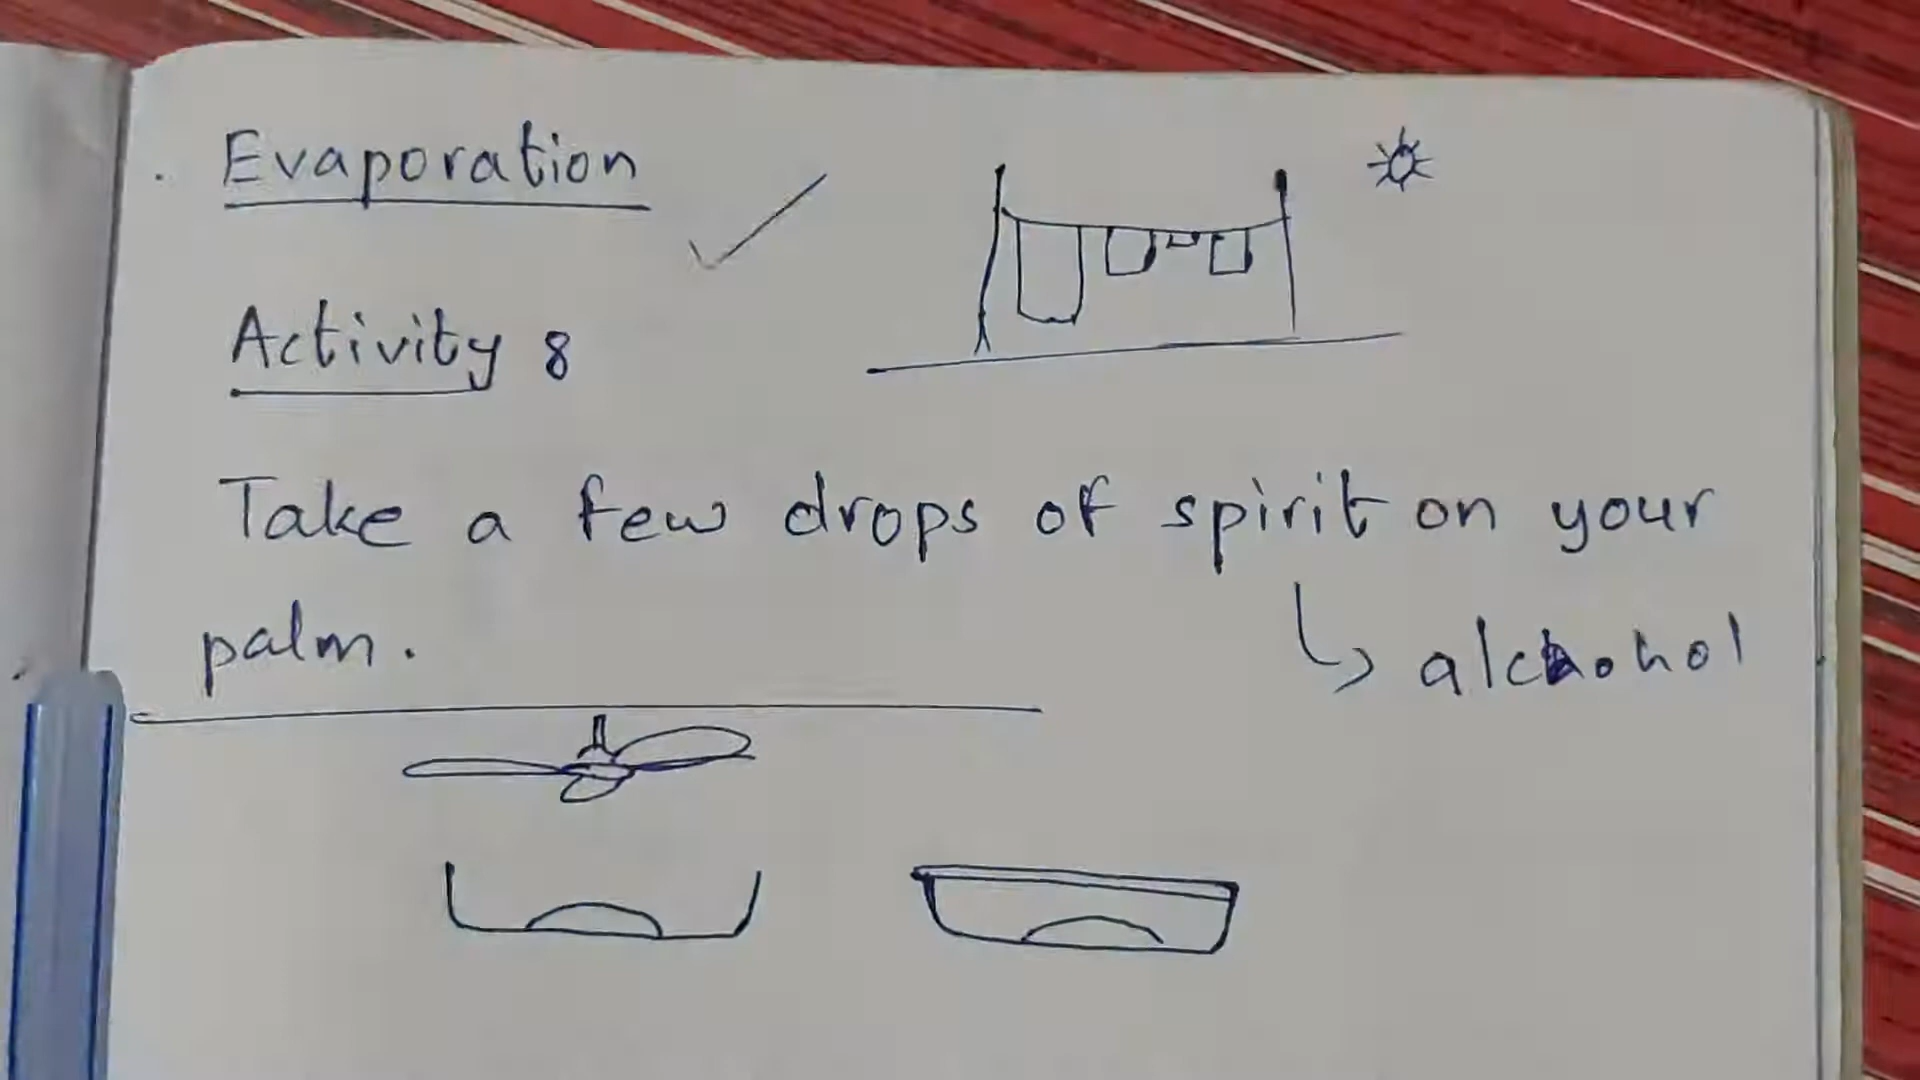 Evaporation
Activity 8
Take a few drops of spirit on your
palm.
↳ alcohol